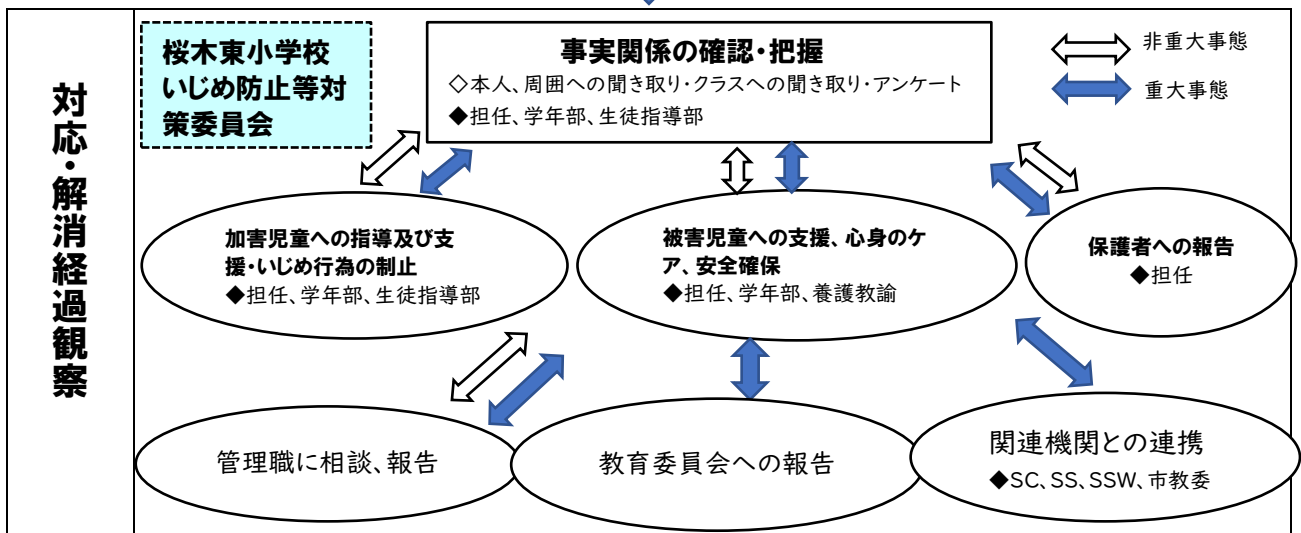 対応・解消経過観察
桜木東小学校
いじめ防止等対
策委員会
事実関係の確認・把握
◇本人、周囲への聞き取り・クラスへの聞き取り・アンケート
◆担任、学年部、生徒指導部
非重大事態
重大事態
加害児童への指導及び支
援・いじめ行為の制止
◆担任、学年部、生徒指導部
被害児童への支援、心身のケ
ア、安全確保
◆担任、学年部、養護教諭
保護者への報告
◆担任
管理職に相談、報告
教育委員会への報告
関連機関との連携
◆SC、SS、SSW、市教委